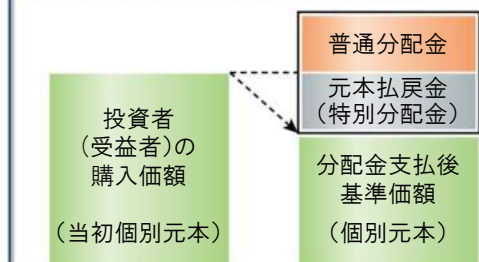 普通分配金
元本払戻金
（特別分配金）
投資者
（受益者）の
購入価額
（当初個別元本）
分配金支払後
基準価額
（個別元本）